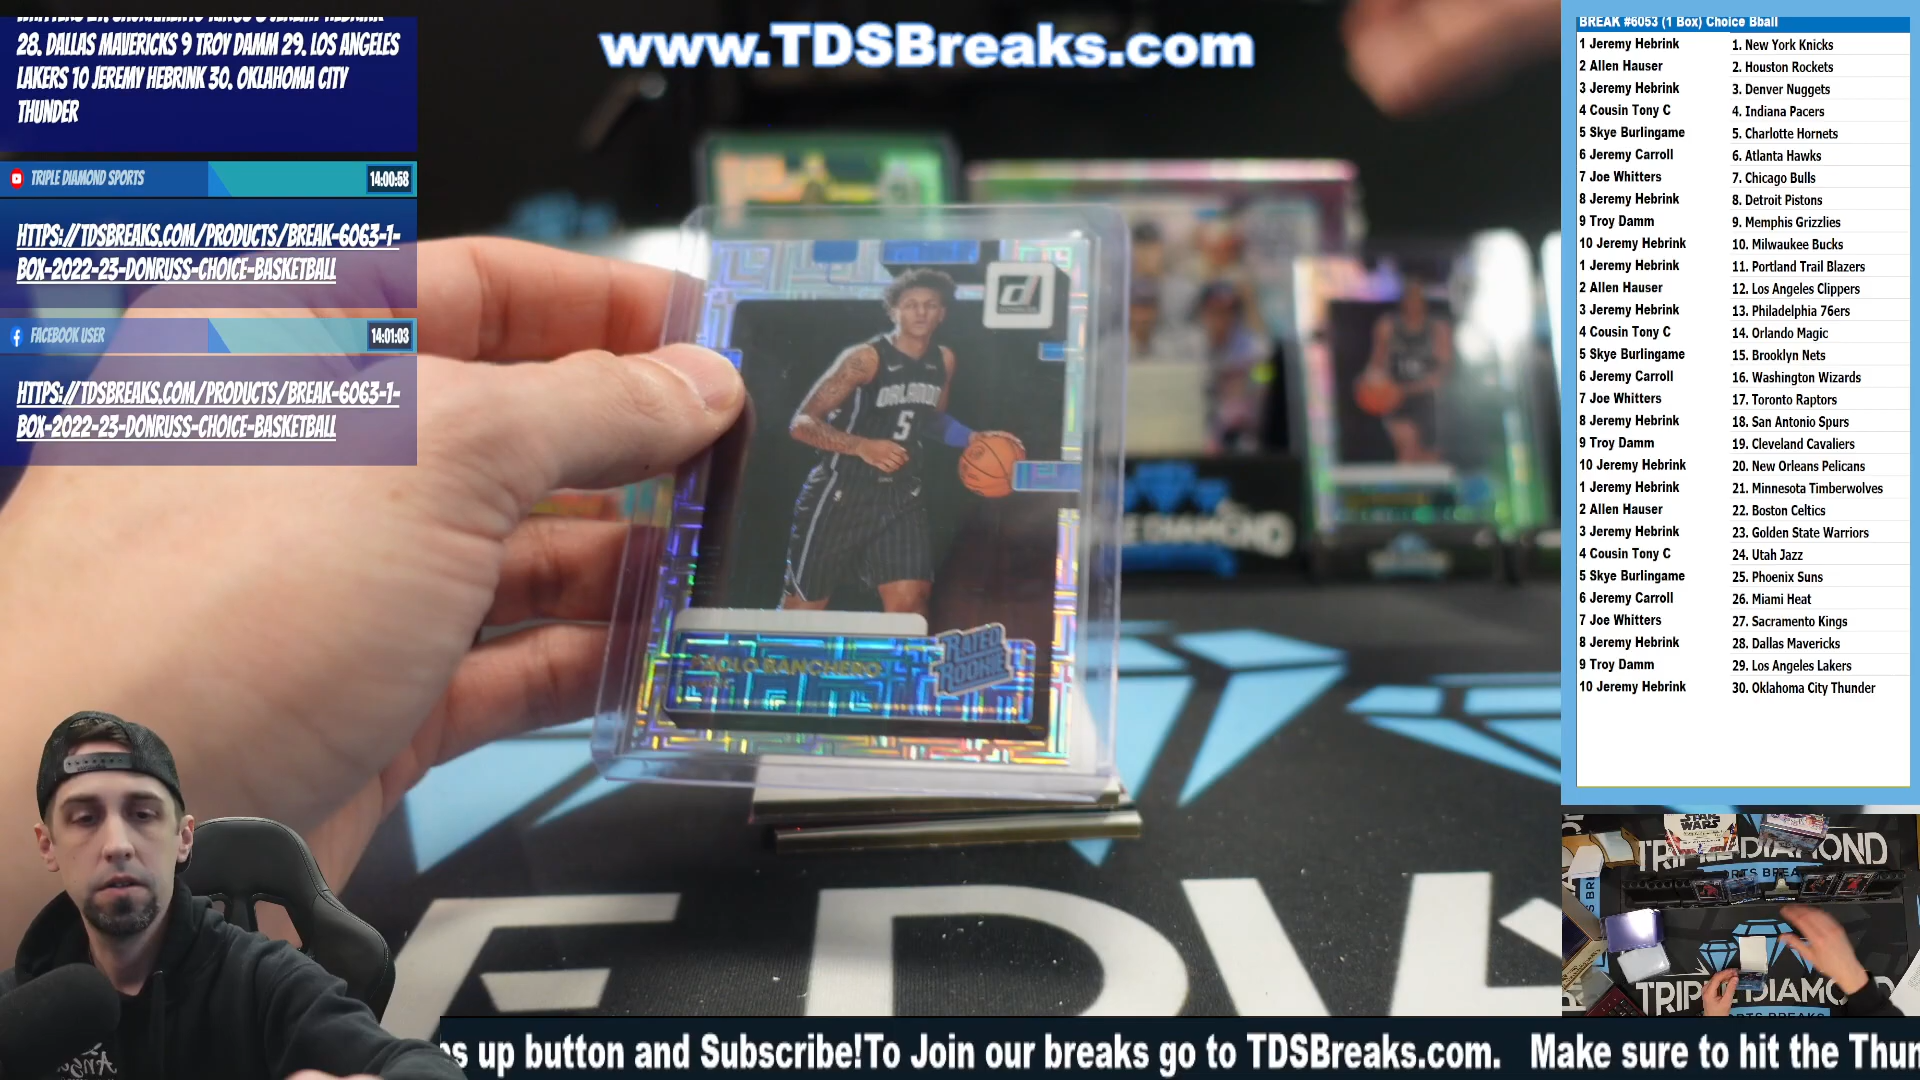 28. DALLAS MAVERICKS 9 TROY DAMM 29. LOS ANGELES
LAKERS 10 JEREMY HEBRINK 30. OKLAHOMA CITY
THUNDER
TRIPLE DIAMOND SPORTS
14:00:58
HTTPS://TDSBREAKS.COM/PRODUCTS/BREAK-6063-1-
BOX-2022-23-DONRUSS-CHOICE-BASKETBALL
FACEBOOK USER
14:01:03
HTTPS://TDSBREAKS.COM/PRODUCTS/BREAK-6063-1-
BOX-2022-23-DONRUSS-CHOICE-BASKETBALL
www.TDSBreaks.com
d
ORLANDO
5
PAOLO BANCHERO
RATED
ROOKIE
BREAK #6053 (1 Box) Choice Bball
1 Jeremy Hebrink 1. New York Knicks
2 Allen Hauser 2. Houston Rockets
3 Jeremy Hebrink 3. Denver Nuggets
4 Cousin Tony C 4. Indiana Pacers
5 Skye Burlingame 5. Charlotte Hornets
6 Jeremy Carroll 6. Atlanta Hawks
7 Joe Whitters 7. Chicago Bulls
8 Jeremy Hebrink 8. Detroit Pistons
9 Troy Damm 9. Memphis Grizzlies
10 Jeremy Hebrink 10. Milwaukee Bucks
1 Jeremy Hebrink 11. Portland Trail Blazers
2 Allen Hauser 12. Los Angeles Clippers
3 Jeremy Hebrink 13. Philadelphia 76ers
4 Cousin Tony C 14. Orlando Magic
5 Skye Burlingame 15. Brooklyn Nets
6 Jeremy Carroll 16. Washington Wizards
7 Joe Whitters 17. Toronto Raptors
8 Jeremy Hebrink 18. San Antonio Spurs
9 Troy Damm 19. Cleveland Cavaliers
10 Jeremy Hebrink 20. New Orleans Pelicans
1 Jeremy Hebrink 21. Minnesota Timberwolves
2 Allen Hauser 22. Boston Celtics
3 Jeremy Hebrink 23. Golden State Warriors
4 Cousin Tony C 24. Utah Jazz
5 Skye Burlingame 25. Phoenix Suns
6 Jeremy Carroll 26. Miami Heat
7 Joe Whitters 27. Sacramento Kings
8 Jeremy Hebrink 28. Dallas Mavericks
9 Troy Damm 29. Los Angeles Lakers
10 Jeremy Hebrink 30. Oklahoma City Thunder
STAR
WARS
TRIPLE DIAMOND
TRIPLE DIAMOND
s up button and Subscribe!To Join our breaks go to TDSBreaks.com. Make sure to hit the Thum